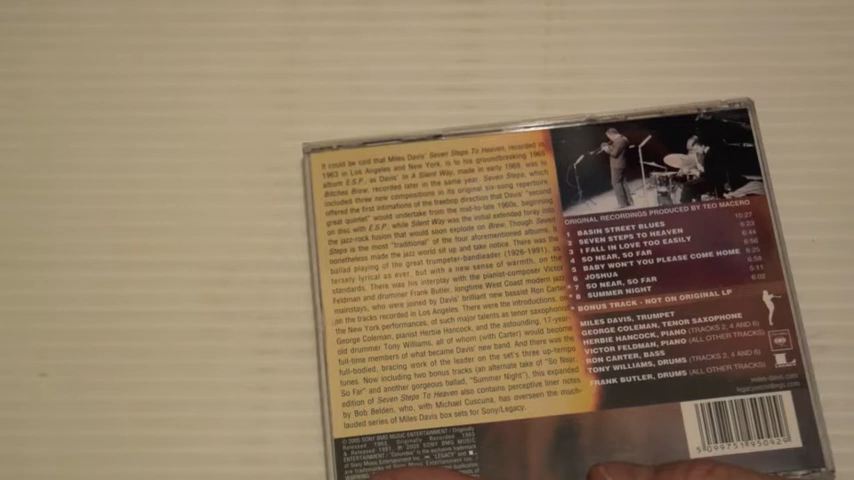 It could be said that Miles Davis' Seven Steps To Heaven, recorded in
1963 in Los Angeles and New York, is to his groundbreaking 1965
album E.S.P., as Davis' In A Silent Way, made in early 1969, was to
Bitches Brew, recorded later in the same year. Seven Steps, which
included three new compositions in its original six-song repertoire,
offered the first intimations of the freebop direction that Davis' "second
great quintet" would undertake from the mid-to-late 1960s, beginning
on disc with E.S.P.; while Silent Way was the initial extended foray into
the jazz-rock fusion that would soon explode on Brew. Though Seven
Steps is the most "traditional" of the four aforementioned albums, it
nonetheless made the jazz world sit up and take notice. There was the
ballad playing of the great trumpeter-bandleader (1926-1991), as
tersely lyrical as ever, but with a new sense of warmth, on the
standards. There was his interplay with the pianist-composer Victor
Feldman and drummer Frank Butler, longtime West Coast modern jazz
mainstays, who were joined by Davis' brilliant new bassist Ron Carter
on the tracks recorded in Los Angeles. There were the introductions, on
the New York performances, of such major talents as tenor saxophonist
George Coleman, pianist Herbie Hancock, and the astounding, 17-year-
old drummer Tony Williams, all of whom (with Carter) would become
full-time members of what became Davis' new band. And there was the
full-bodied, bracing work of the leader on the set's three up-tempo
tunes. Now including two bonus tracks (an alternate take of "So Near,
So Far" and another gorgeous ballad, "Summer Night"), this expanded
edition of Seven Steps To Heaven also contains perceptive liner notes
by Bob Belden, who, with Michael Cuscuna, has overseen the much-
lauded series of Miles Davis box sets for Sony/Legacy.
ORIGINAL RECORDINGS PRODUCED BY TEO MACERO
1 BASIN STREET BLUES 10:27
2 SEVEN STEPS TO HEAVEN 6:23
3 I FALL IN LOVE TOO EASILY 6:44
4 SO NEAR, SO FAR 6:56
5 BABY WON'T YOU PLEASE COME HOME 8:25
6 JOSHUA 6:58
* 7 SO NEAR, SO FAR 5:11
* 8 SUMMER NIGHT 6:02
* BONUS TRACK - NOT ON ORIGINAL LP
MILES DAVIS, TRUMPET
GEORGE COLEMAN, TENOR SAXOPHONE
HERBIE HANCOCK, PIANO (TRACKS 2, 4 AND 6)
VICTOR FELDMAN, PIANO (ALL OTHER TRACKS)
RON CARTER, BASS
TONY WILLIAMS, DRUMS (TRACKS 2, 4 AND 6)
FRANK BUTLER, DRUMS (ALL OTHER TRACKS)
miles-davis.com
legacyrecordings.com
© 2005 SONY BMG MUSIC ENTERTAINMENT / Originally
5 099751 950929